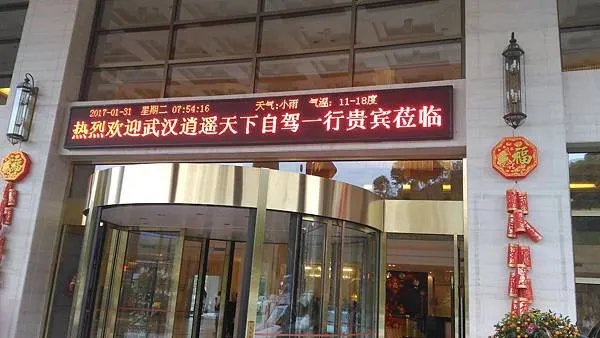 2017-01-31 星期二 07:54:16 天气:小雨 气温: 11-18度
热烈欢迎武汉逍遥天下自驾一行贵宾莅临
福